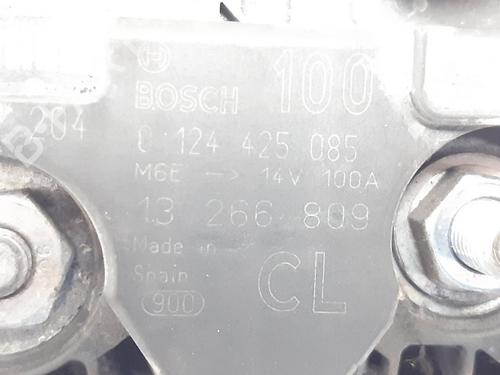 BOSCH 100
204
0 124 425 085
M6E → 14V 100A
13 266 809
Made in
Spain
900
CL